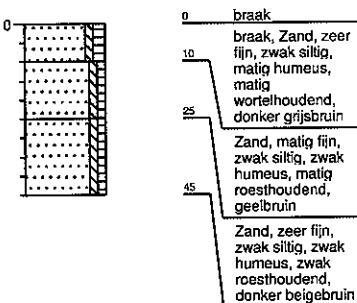 0
0
braak
braak, Zand, zeer
fijn, zwak siltig,
10
matig humeus,
matig
wortelhoudend,
donker grijsbruin
25
Zand, matig fijn,
zwak siltig, zwak
humeus, matig
roesthoudend,
geelbruin
45
Zand, zeer fijn,
zwak siltig, zwak
humeus, zwak
roesthoudend,
donker beigebruin